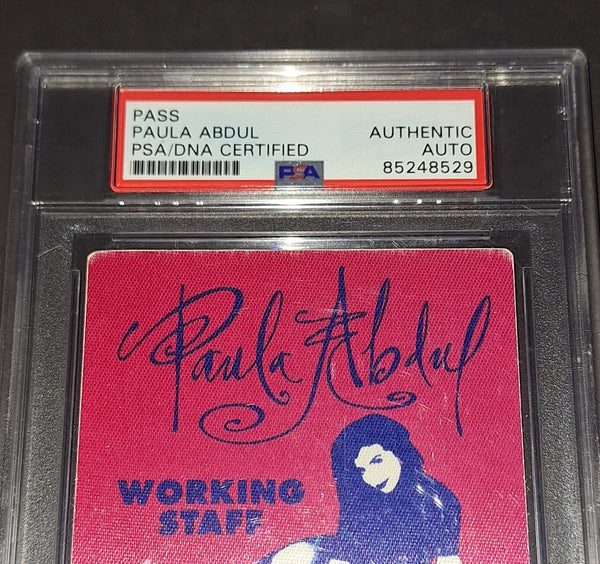 PASS
PAULA ABDUL
PSA/DNA CERTIFIED
AUTHENTIC
AUTO
85248529
PSA
Paula Abdul
WORKING
STAFF